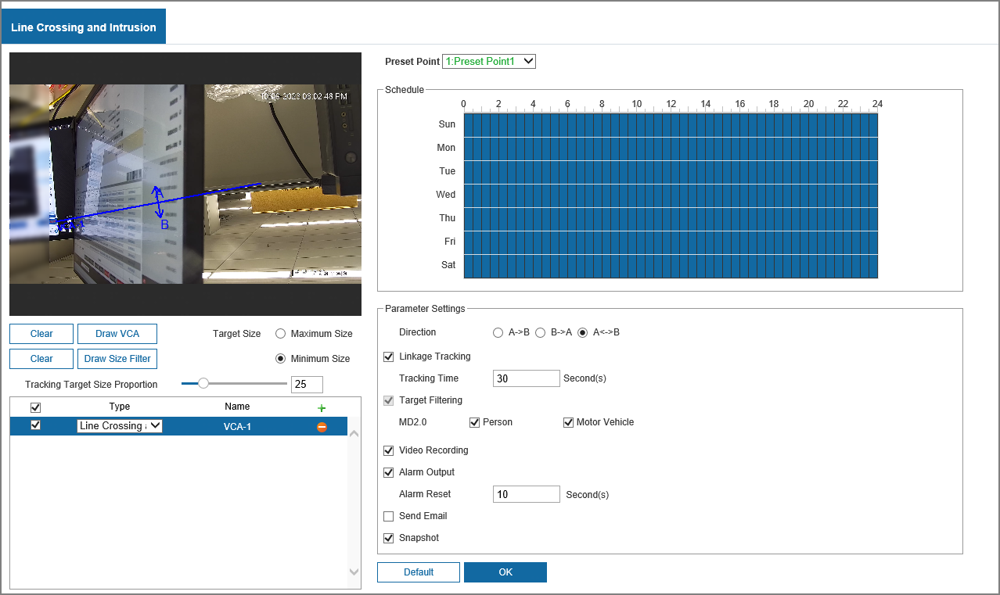 Line Crossing and Intrusion
03:02:48 PM
A
B
Clear
Draw VCA
Target Size
Maximum Size
Clear
Draw Size Filter
Minimum Size
Tracking Target Size Proportion
25
Type
Name
+
Line Crossing
VCA-1
Preset Point
1:Preset Point1
Schedule
0 2 4 6 8 10 12 14 16 18 20 22 24
Sun
Mon
Tue
Wed
Thu
Fri
Sat
Parameter Settings
Direction
A->B
B->A
A<->B
Linkage Tracking
Tracking Time
30
Second(s)
Target Filtering
MD2.0
Person
Motor Vehicle
Video Recording
Alarm Output
Alarm Reset
10
Second(s)
Send Email
Snapshot
Default
OK